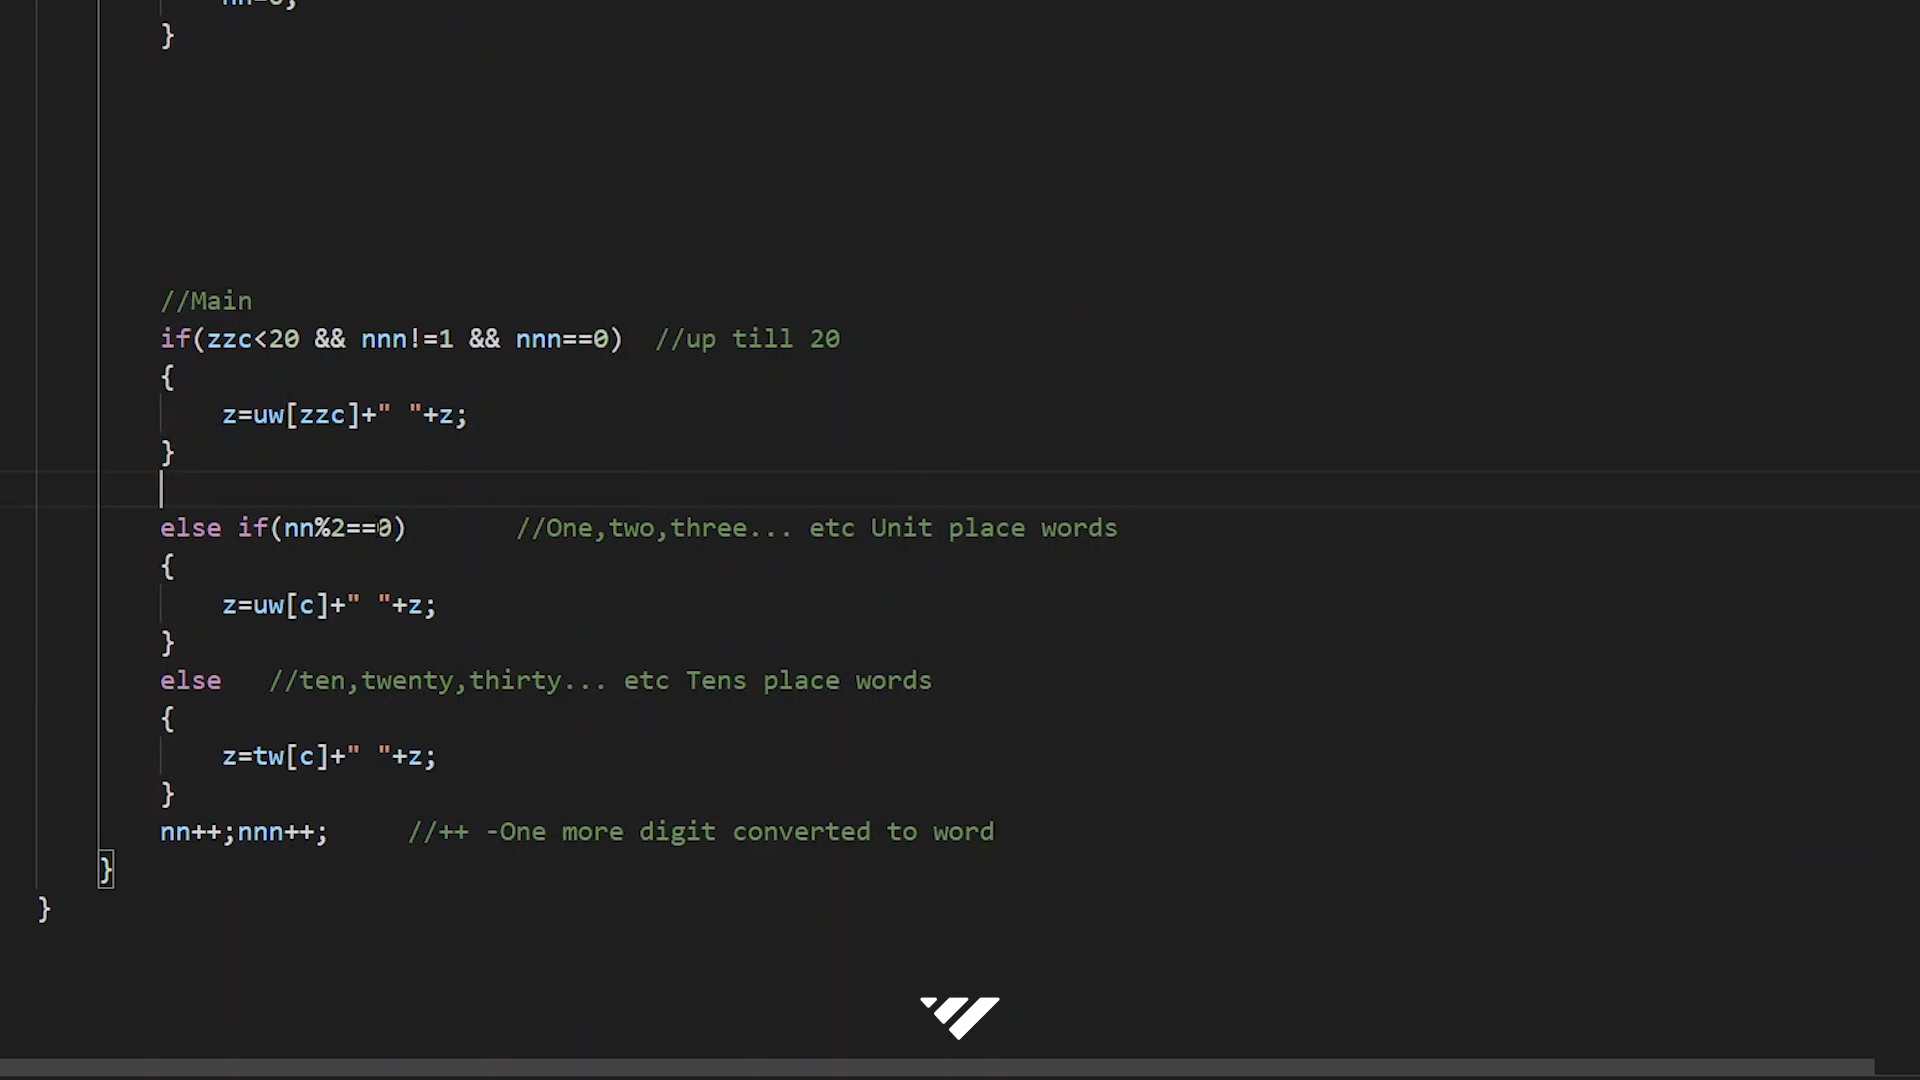 }
//Main
if(zzc<20 && nnn!=1 && nnn==0)  //up till 20
{
z=uw[zzc]+" "+z;
}
else if(nn%2==0)       //One,two,three... etc Unit place words
{
z=uw[c]+" "+z;
}
else   //ten,twenty,thirty... etc Tens place words
{
z=tw[c]+" "+z;
}
nn++;nnn++;     //++ -One more digit converted to word
}
}